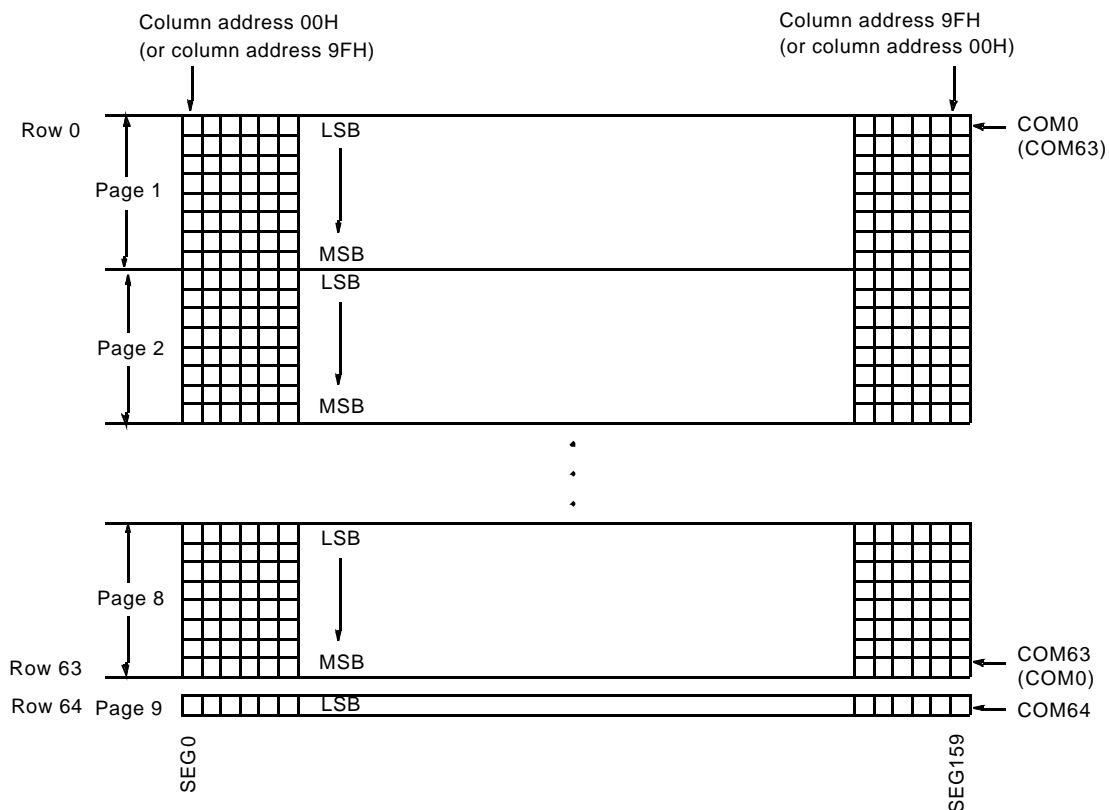 Column address 00H
(or column address 9FH)
Column address 9FH
(or column address 00H)
Row 0
LSB
COM0
(COM63)
Page 1
MSB
LSB
Page 2
MSB
LSB
Page 8
MSB
Row 63
COM63
(COM0)
Row 64 Page 9
LSB
COM64
SEG0
SEG159